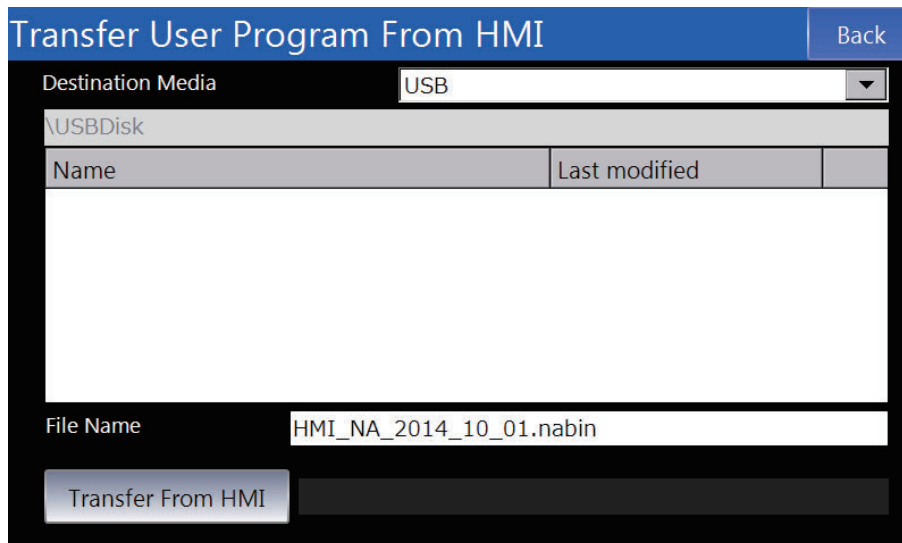 Transfer User Program From HMI Back
Destination Media USB
\USBDisk
Name Last modified
File Name HMI_NA_2014_10_01.nabin
Transfer From HMI